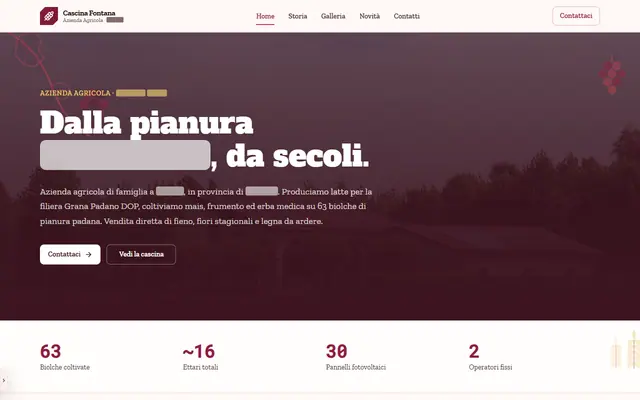 Cascina Fontana
Azienda Agricola
Home Storia Galleria Novità Contatti
Contattaci
AZIENDA AGRICOLA ·
Dalla pianura
, da secoli.
Azienda agricola di famiglia a , in provincia di . Produciamo latte per la
filiera Grana Padano DOP, coltiviamo mais, frumento ed erba medica su 63 biolche di
pianura padana. Vendita diretta di fieno, fiori stagionali e legna da ardere.
Contattaci → Vedi la cascina
63 ~16 30 2
Biolche coltivate Ettari totali Pannelli fotovoltaici Operatori fissi